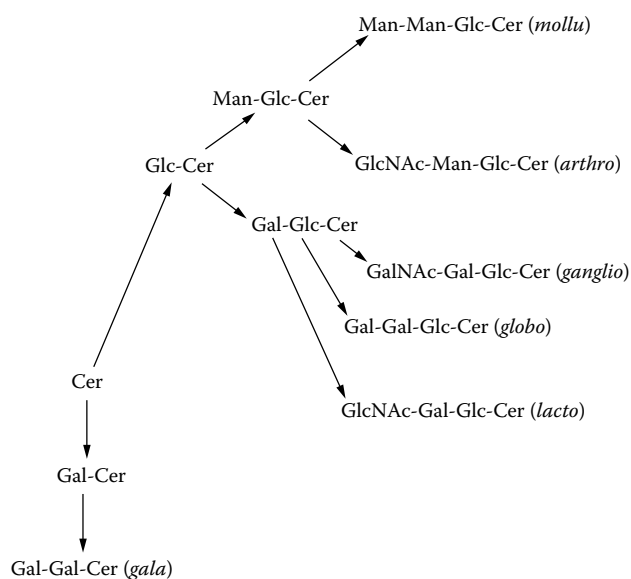 Man-Man-Glc-Cer (mollu)
Man-Glc-Cer
GlcNAc-Man-Glc-Cer (arthro)
Glc-Cer
Gal-Glc-Cer
GalNAc-Gal-Glc-Cer (ganglio)
Gal-Gal-Glc-Cer (globo)
Cer
GlcNAc-Gal-Glc-Cer (lacto)
Gal-Cer
Gal-Gal-Cer (gala)